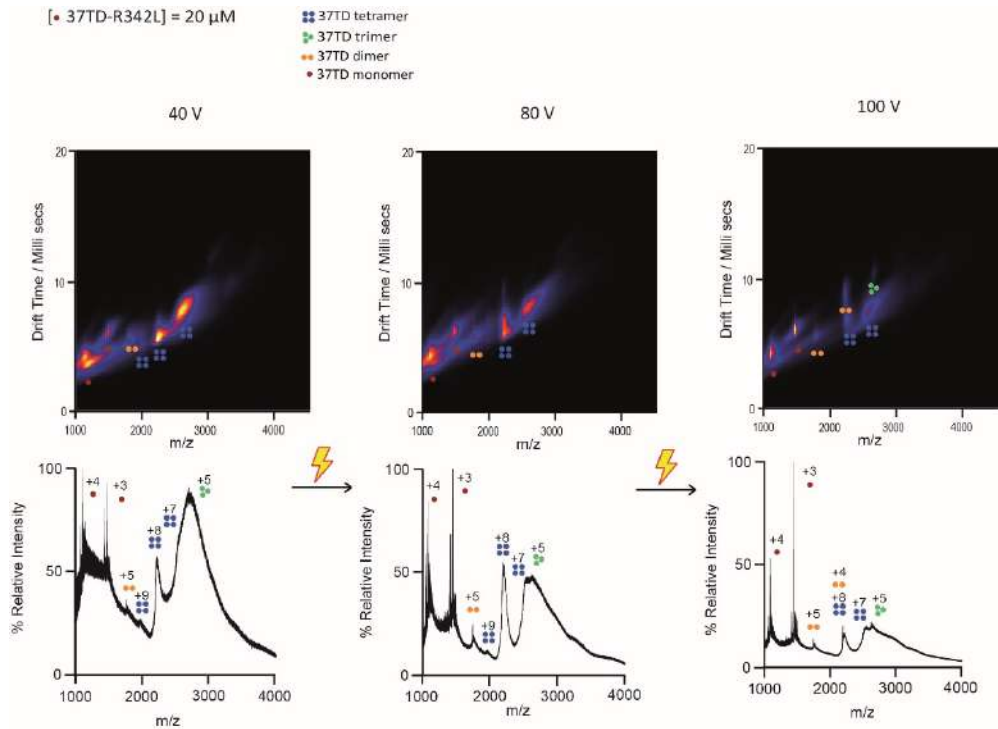 [• 37TD-R342L] = 20 µM
37TD tetramer
37TD trimer
37TD dimer
37TD monomer
40 V
80 V
100 V
Drift Time / Milli secs
20
10
0
1000 2000 3000 4000
m/z
Drift Time / Milli secs
20
10
0
1000 2000 3000 4000
m/z
Drift Time / Milli secs
20
10
0
1000 2000 3000 4000
m/z
% Relative Intensity
100
50
0
+4
+3
+5
+9
+8
+7
+5
1000 2000 3000 4000
m/z
% Relative Intensity
100
50
0
+4
+3
+5
+9
+8
+7
+5
1000 2000 3000 4000
m/z
% Relative Intensity
100
50
0
+4
+3
+5
+4
+8
+7
+5
1000 2000 3000 4000
m/z